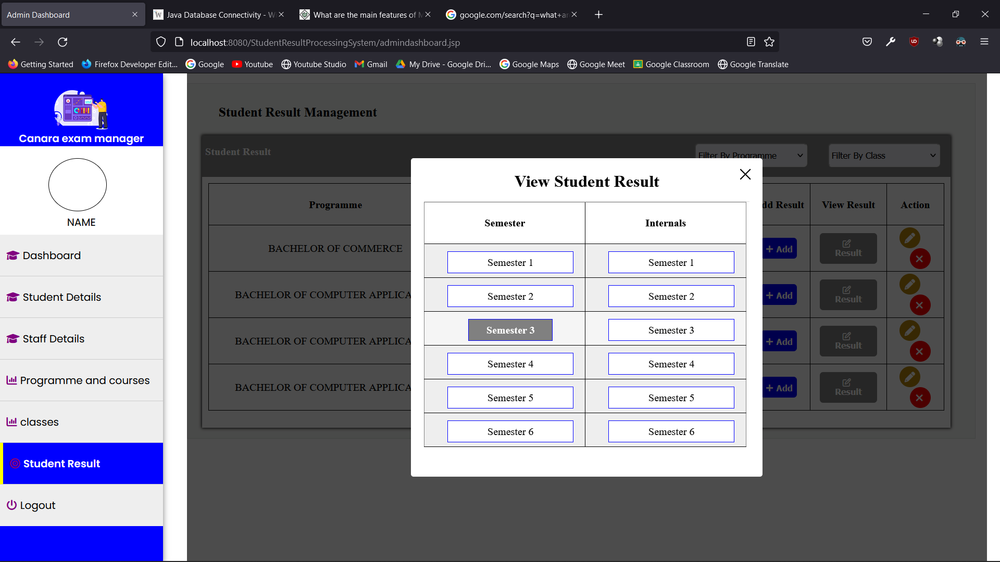 Admin Dashboard
Java Database Connectivity - W
What are the main features of M
google.com/search?q=what+ar
localhost:8080/StudentResultProcessingSystem/admindashboard.jsp
Getting Started
Firefox Developer Edit...
Google
Youtube
Youtube Studio
Gmail
My Drive - Google Dri...
Google Maps
Google Meet
Google Classroom
Google Translate
Canara exam manager
NAME
Dashboard
Student Details
Staff Details
Programme and courses
classes
Student Result
Logout
Student Result Management
Student Result
Filter By Programme
Filter By Class
Programme
dd Result
View Result
Action
BACHELOR OF COMMERCE
+ Add
Result
BACHELOR OF COMPUTER APPLICA
+ Add
Result
BACHELOR OF COMPUTER APPLICA
+ Add
Result
BACHELOR OF COMPUTER APPLICA
+ Add
Result
View Student Result
Semester
Internals
Semester 1
Semester 1
Semester 2
Semester 2
Semester 3
Semester 3
Semester 4
Semester 4
Semester 5
Semester 5
Semester 6
Semester 6